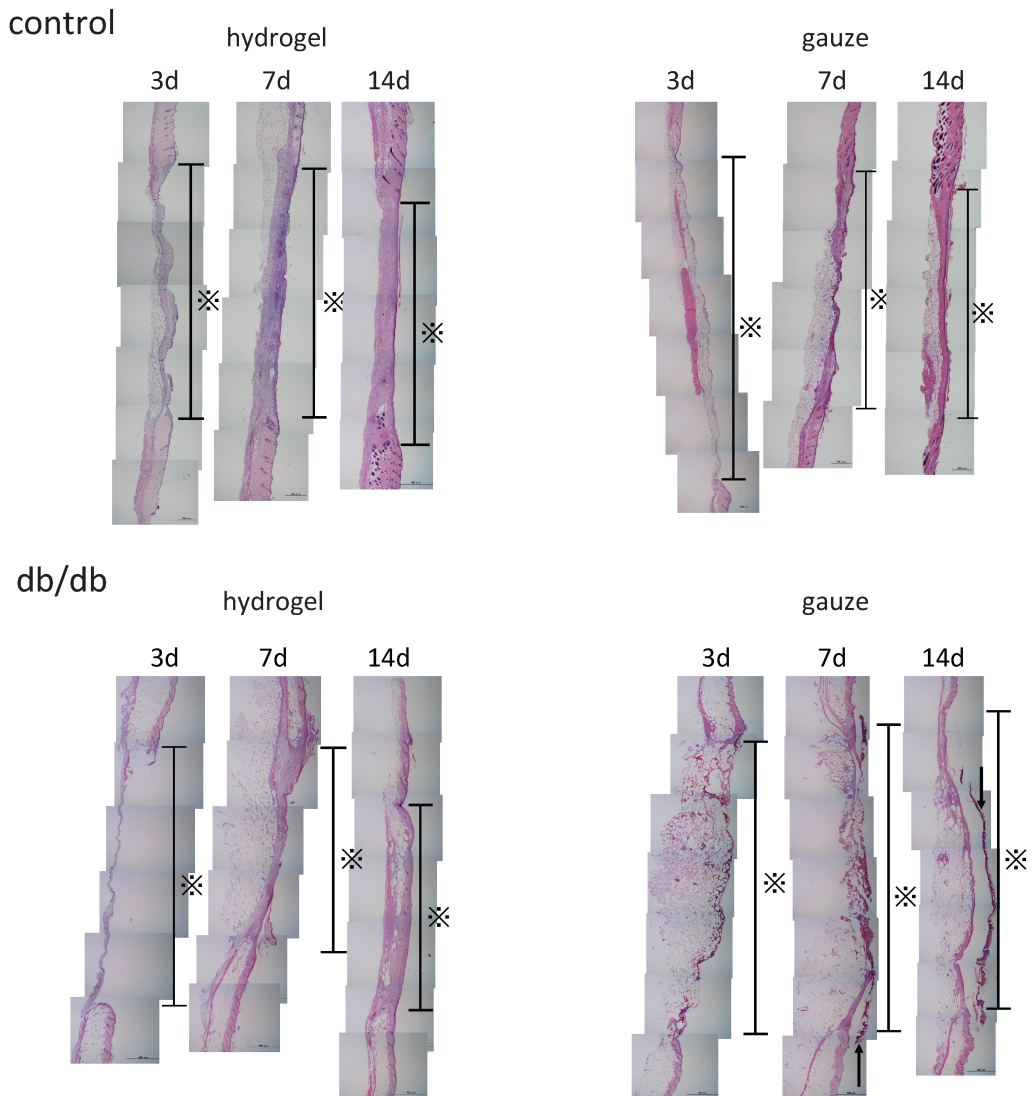 control
hydrogel
gauze
3d 7d 14d
3d 7d 14d
※ ※ ※
※ ※ ※
db/db
hydrogel
gauze
3d 7d 14d
3d 7d 14d
※ ※ ※
※ ※ ※